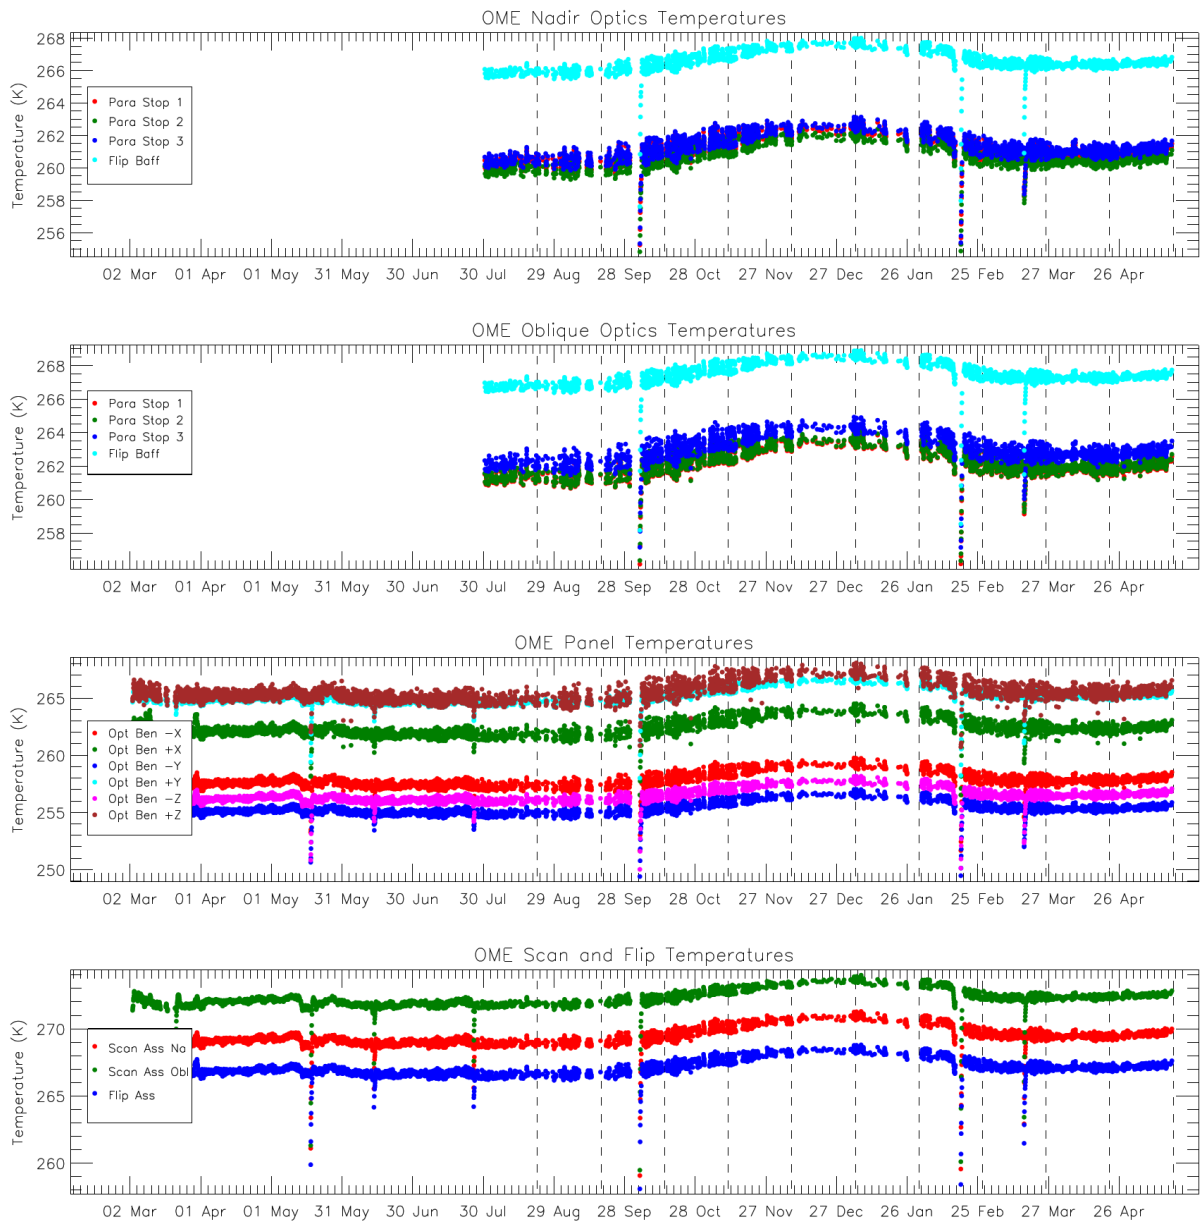 OME Nadir Optics Temperatures
268
266
264
262
260
258
256
Temperature (K)
Para Stop 1
Para Stop 2
Para Stop 3
Flip Baff
02 Mar 01 Apr 01 May 31 May 30 Jun 30 Jul 29 Aug 28 Sep 28 Oct 27 Nov 27 Dec 26 Jan 25 Feb 27 Mar 26 Apr
OME Oblique Optics Temperatures
268
266
264
262
260
258
Temperature (K)
Para Stop 1
Para Stop 2
Para Stop 3
Flip Baff
02 Mar 01 Apr 01 May 31 May 30 Jun 30 Jul 29 Aug 28 Sep 28 Oct 27 Nov 27 Dec 26 Jan 25 Feb 27 Mar 26 Apr
OME Panel Temperatures
265
260
255
250
Temperature (K)
Opt Ben −X
Opt Ben +X
Opt Ben −Y
Opt Ben +Y
Opt Ben −Z
Opt Ben +Z
02 Mar 01 Apr 01 May 31 May 30 Jun 30 Jul 29 Aug 28 Sep 28 Oct 27 Nov 27 Dec 26 Jan 25 Feb 27 Mar 26 Apr
OME Scan and Flip Temperatures
270
265
260
Temperature (K)
Scan Ass Na
Scan Ass Obl
Flip Ass
02 Mar 01 Apr 01 May 31 May 30 Jun 30 Jul 29 Aug 28 Sep 28 Oct 27 Nov 27 Dec 26 Jan 25 Feb 27 Mar 26 Apr